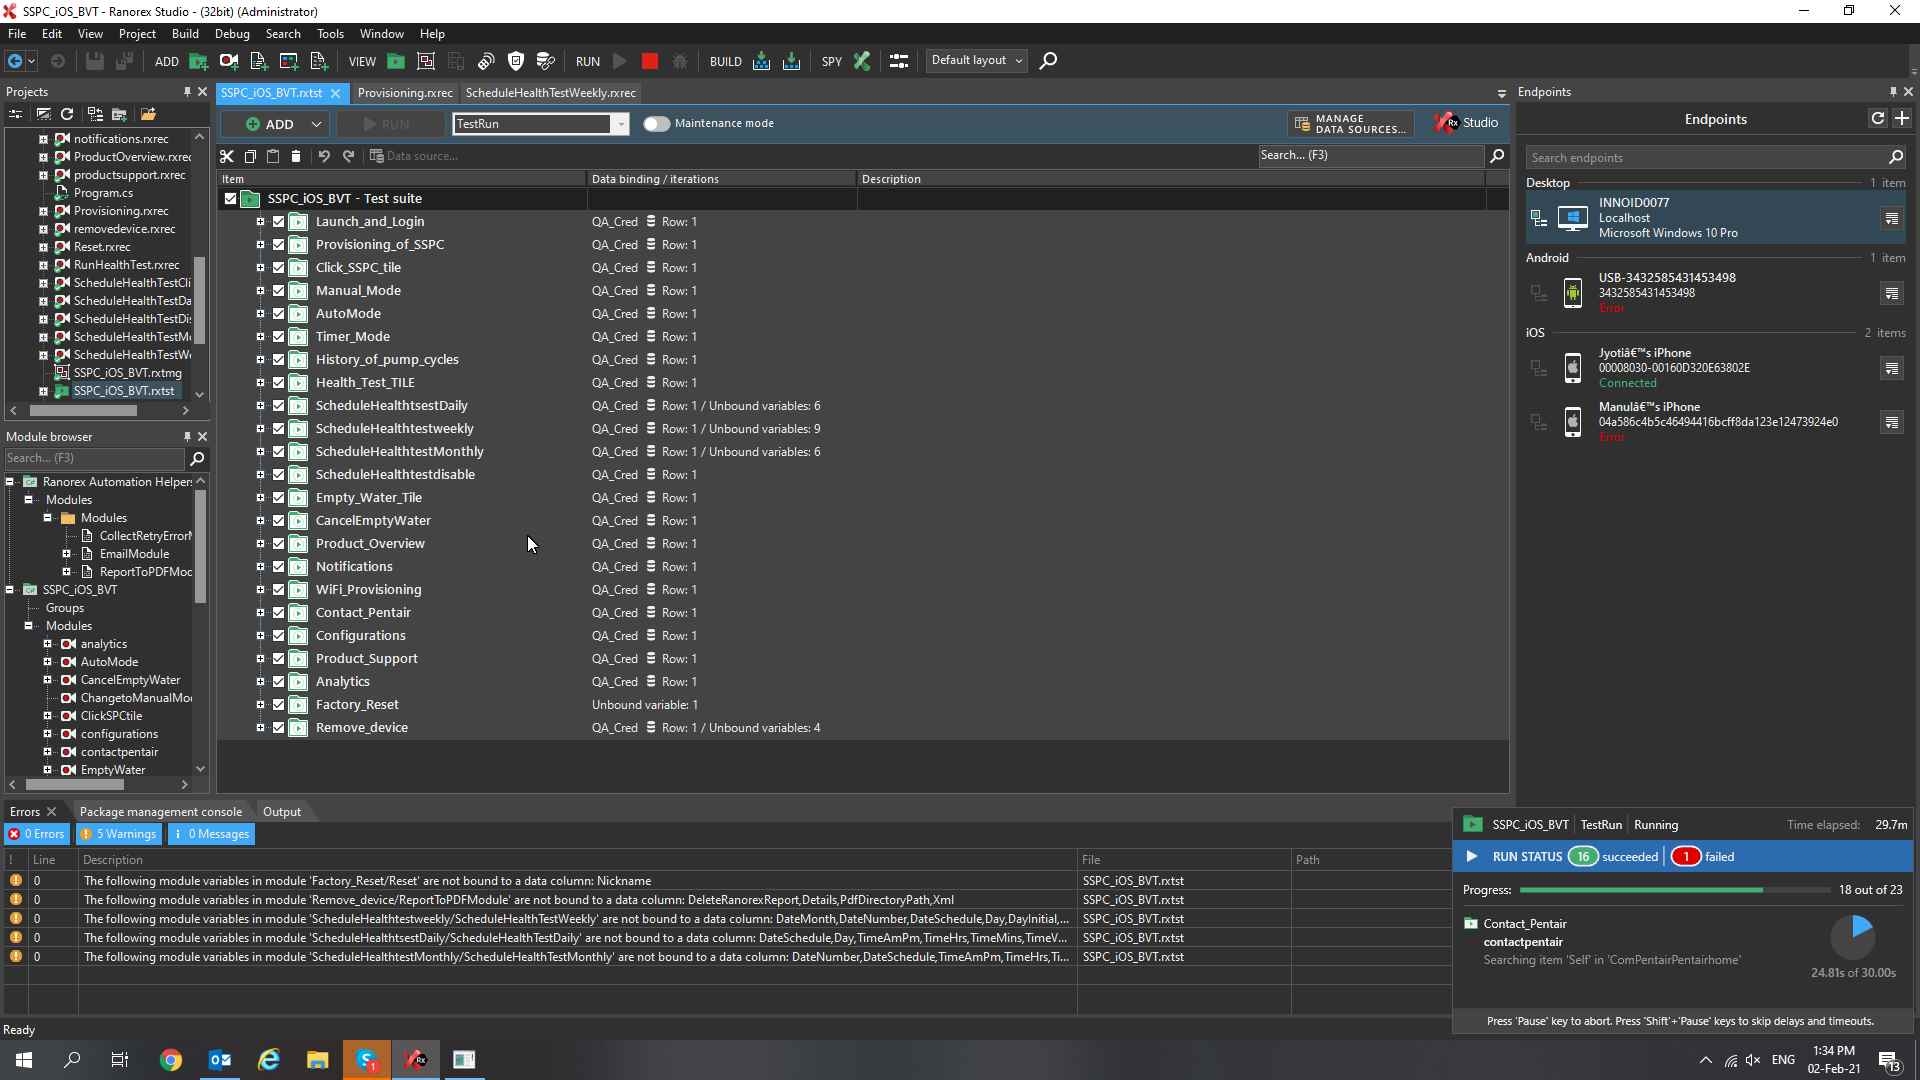 SSPC_iOS_BVT - Ranorex Studio - (32bit) (Administrator)
File Edit View Project Build Debug Search Tools Window Help
ADD VIEW RUN BUILD SPY Default layout
Projects
notifications.rxrec
ProductOverview.rxrec
productsupport.rxrec
Program.cs
Provisioning.rxrec
removedevice.rxrec
Reset.rxrec
RunHealthTest.rxrec
ScheduleHealthTestCli
ScheduleHealthTestDa
ScheduleHealthTestDi
ScheduleHealthTestM
ScheduleHealthTestW
SSPC_iOS_BVT.rxtmg
SSPC_iOS_BVT.rxtst
Module browser
Search... (F3)
Ranorex Automation Helpers
Modules
Modules
CollectRetryErrorM
EmailModule
ReportToPDFMod
SSPC_iOS_BVT
Groups
Modules
analytics
AutoMode
CancelEmptyWater
ChangetoManualMo
ClickSPCtile
configurations
contactpentair
EmptyWater
SSPC_iOS_BVT.rxtst Provisioning.rxrec ScheduleHealthTestWeekly.rxrec
ADD RUN TestRun Maintenance mode MANAGE DATA SOURCES... Rx Studio
Data source... Search... (F3)
Item Data binding / iterations Description
SSPC_iOS_BVT - Test suite
Launch_and_Login QA_Cred Row: 1
Provisioning_of_SSPC QA_Cred Row: 1
Click_SSPC_tile QA_Cred Row: 1
Manual_Mode QA_Cred Row: 1
AutoMode QA_Cred Row: 1
Timer_Mode QA_Cred Row: 1
History_of_pump_cycles QA_Cred Row: 1
Health_Test_TILE QA_Cred Row: 1
ScheduleHealthtsestDaily QA_Cred Row: 1 / Unbound variables: 6
ScheduleHealthtestweekly QA_Cred Row: 1 / Unbound variables: 9
ScheduleHealthtestMonthly QA_Cred Row: 1 / Unbound variables: 6
ScheduleHealthtestdisable QA_Cred Row: 1
Empty_Water_Tile QA_Cred Row: 1
CancelEmptyWater QA_Cred Row: 1
Product_Overview QA_Cred Row: 1
Notifications QA_Cred Row: 1
WiFi_Provisioning QA_Cred Row: 1
Contact_Pentair QA_Cred Row: 1
Configurations QA_Cred Row: 1
Product_Support QA_Cred Row: 1
Analytics QA_Cred Row: 1
Factory_Reset Unbound variable: 1
Remove_device QA_Cred Row: 1 / Unbound variables: 4
Endpoints
Endpoints
Search endpoints
Desktop 1 item
INNOID0077
Localhost
Microsoft Windows 10 Pro
Android 1 item
USB-3432585431453498
3432585431453498
Error
iOS 2 items
Jyotiâ€™s iPhone
00008030-00160D320E63802E
Connected
Manulâ€™s iPhone
04a586c4b5c46494416bcff8da123e12473924e0
Error
Errors Package management console Output
0 Errors 5 Warnings 0 Messages
! Line Description File Path
0 The following module variables in module 'Factory_Reset/Reset' are not bound to a data column: Nickname SSPC_iOS_BVT.rxtst
0 The following module variables in module 'Remove_device/ReportToPDFModule' are not bound to a data column: DeleteRanorexReport,Details,PdfDirectoryPath,Xml SSPC_iOS_BVT.rxtst
0 The following module variables in module 'ScheduleHealthtestweekly/ScheduleHealthTestWeekly' are not bound to a data column: DateMonth,DateNumber,DateSchedule,Day,DayInitial,... SSPC_iOS_BVT.rxtst
0 The following module variables in module 'ScheduleHealthtsestDaily/ScheduleHealthTestDaily' are not bound to a data column: DateSchedule,Day,TimeAmPm,TimeHrs,TimeMins,TimeV... SSPC_iOS_BVT.rxtst
0 The following module variables in module 'ScheduleHealthtestMonthly/ScheduleHealthTestMonthly' are not bound to a data column: DateNumber,DateSchedule,TimeAmPm,TimeHrs,Ti... SSPC_iOS_BVT.rxtst
SSPC_iOS_BVT TestRun Running Time elapsed: 29.7m
RUN STATUS 16 succeeded 1 failed
Progress: 18 out of 23
Contact_Pentair
contactpentair
Searching item 'Self' in 'ComPentairPentairhome'
24.81s of 30.00s
Press 'Pause' key to abort. Press 'Shift'+'Pause' keys to skip delays and timeouts.
Ready
ENG 1:34 PM
02-Feb-21
13